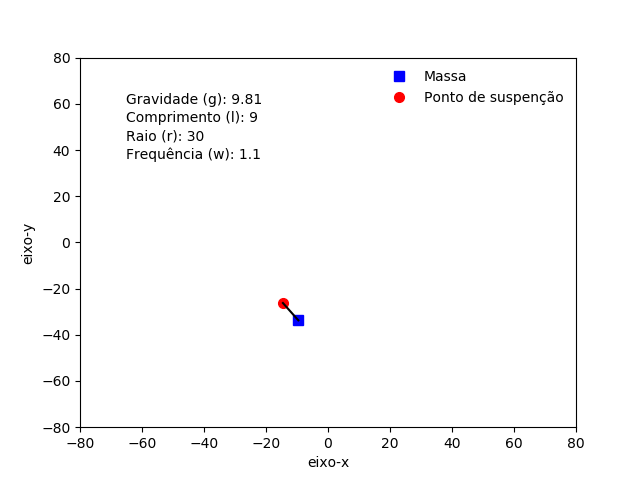 Massa
Ponto de suspenção
Gravidade (g): 9.81
Comprimento (l): 9
Raio (r): 30
Frequência (w): 1.1
80
60
40
20
0
−20
−40
−60
−80
eixo-y
−80
−60
−40
−20
0
20
40
60
80
eixo-x